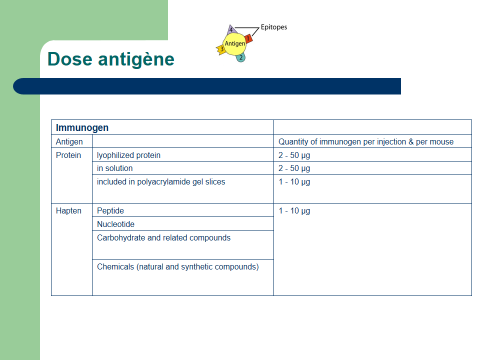 Epitopes
4
Antigen
1
3
2
Dose antigène
Immunogen
Antigen Quantity of immunogen per injection & per mouse
Protein lyophilized protein 2 - 50 µg
in solution 2 - 50 µg
included in polyacrylamide gel slices 1 - 10 µg
Hapten Peptide 1 - 10 µg
Nucleotide
Carbohydrate and related compounds
Chemicals (natural and synthetic compounds)